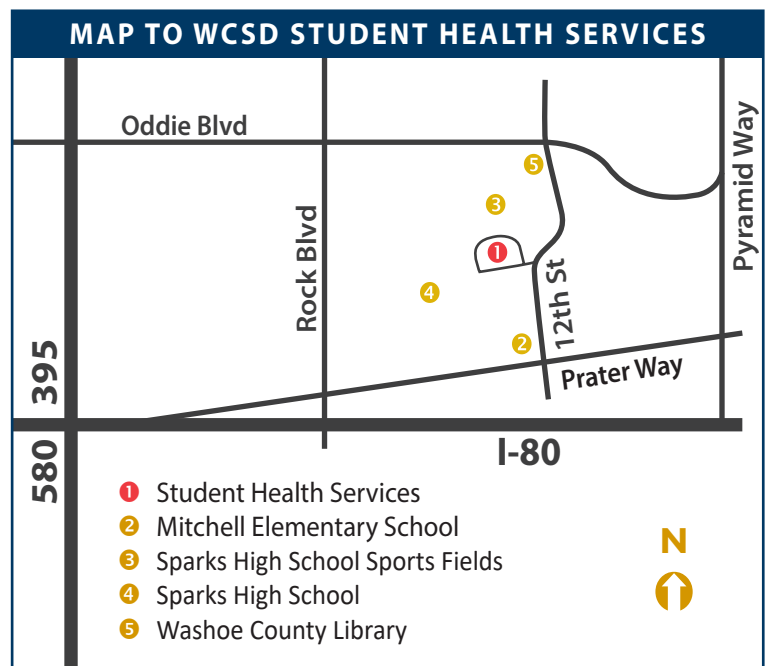 MAP TO WCSD STUDENT HEALTH SERVICES
Oddie Blvd
Pyramid Way
5
3
Rock Blvd
1
12th St
4
2
395
Prater Way
580
I-80
1 Student Health Services
2 Mitchell Elementary School
3 Sparks High School Sports Fields
4 Sparks High School
5 Washoe County Library
N